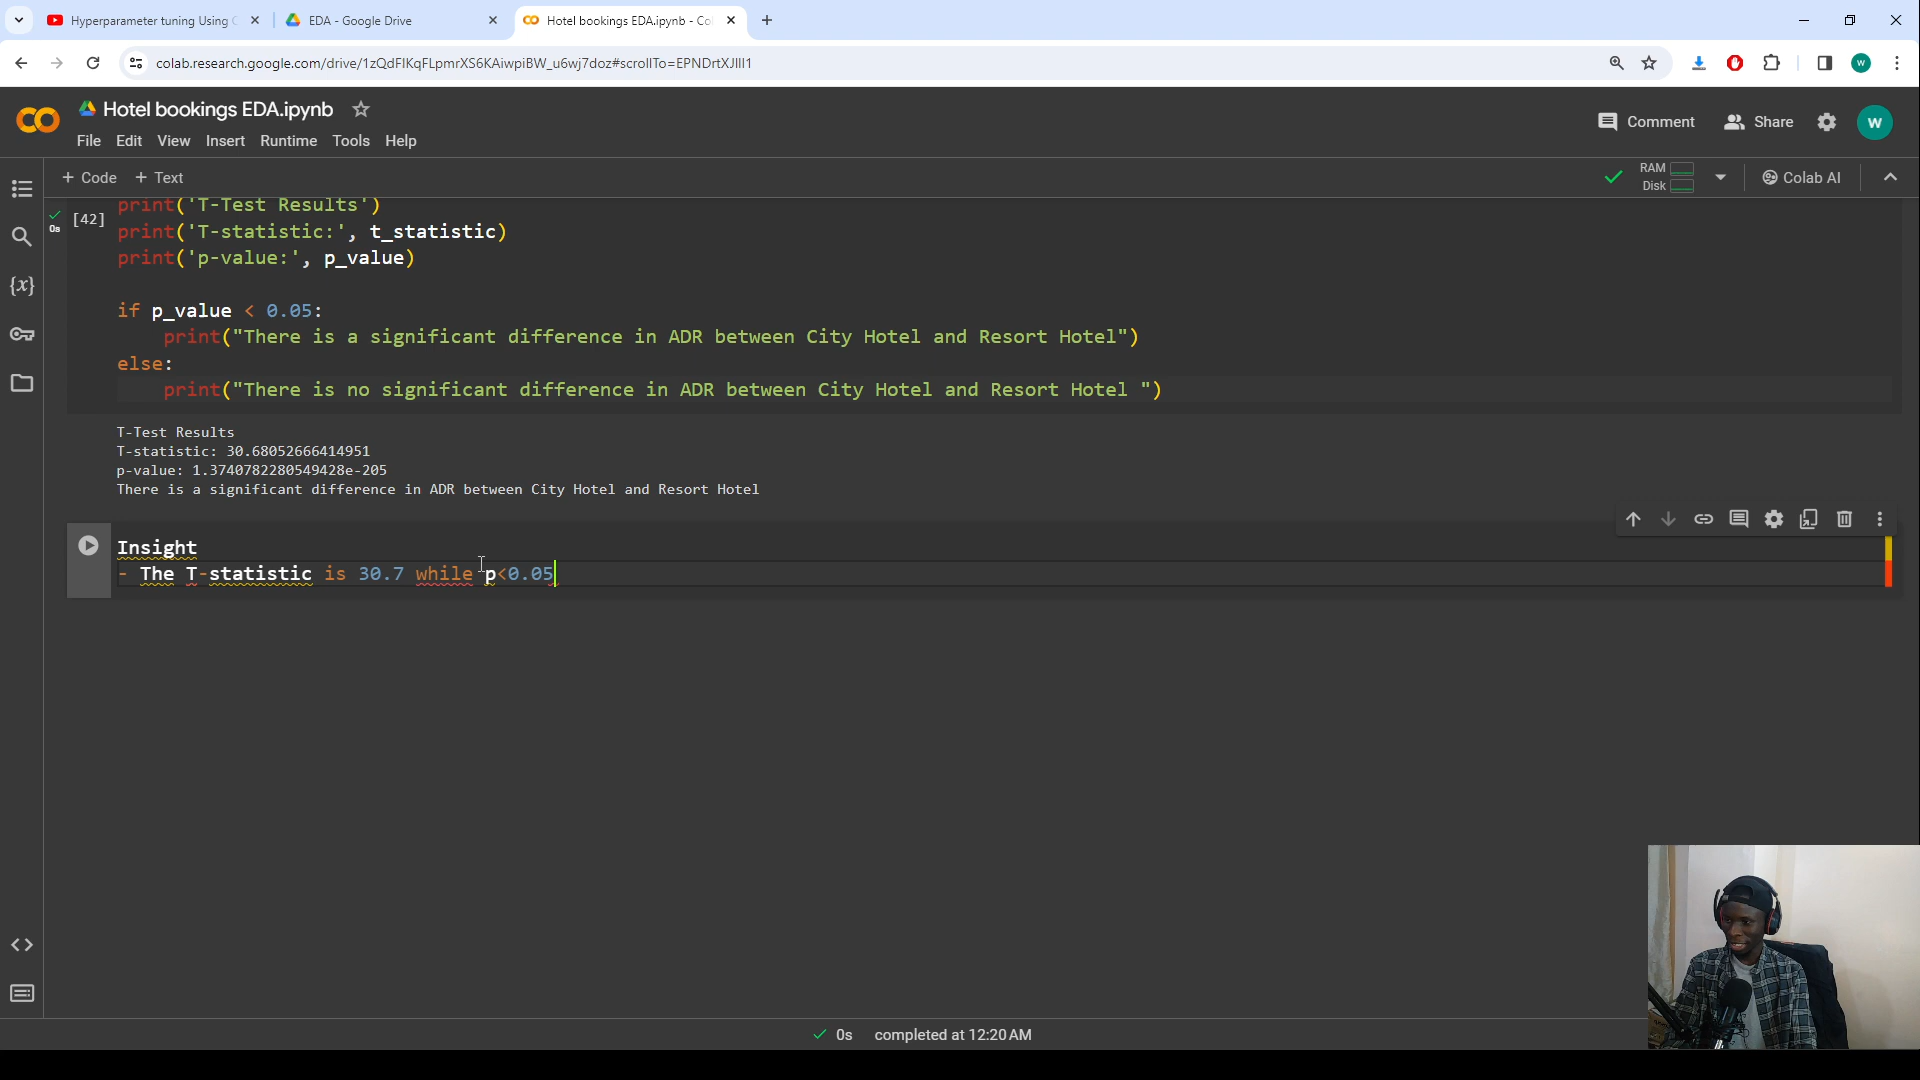 Hyperparameter tuning Using
EDA - Google Drive
Hotel bookings EDA.ipynb - Co
colab.research.google.com/drive/1zQdFIKqFLpmrXS6KAiwpiBW_u6wj7doz#scrollTo=EPNDrtXJIII1
w
CO
Hotel bookings EDA.ipynb
Comment
Share
W
File Edit View Insert Runtime Tools Help
+ Code + Text
RAM
Disk
Colab AI
print('T-Test Results')
[42]
0s
print('T-statistic:', t_statistic)
print('p-value:', p_value)
{x}
if p_value < 0.05:
print("There is a significant difference in ADR between City Hotel and Resort Hotel")
else:
print("There is no significant difference in ADR between City Hotel and Resort Hotel ")
T-Test Results
T-statistic: 30.68052666414951
p-value: 1.3740782280549428e-205
There is a significant difference in ADR between City Hotel and Resort Hotel
Insight
- The T-statistic is 30.7 while p<0.05
0s completed at 12:20 AM